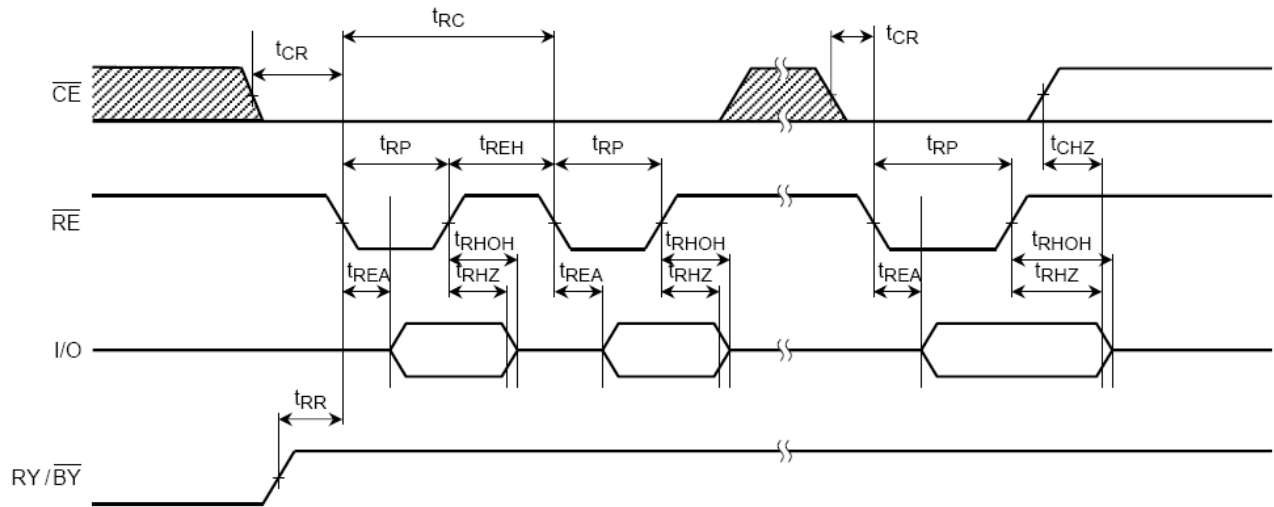 tRC
tCR tCR
CE
tRP tREH tRP tRP tCHZ
RE
tRHOH tRHOH tRHOH
tREA tRHZ tREA tRHZ tREA tRHZ
I/O
tRR
RY/BY